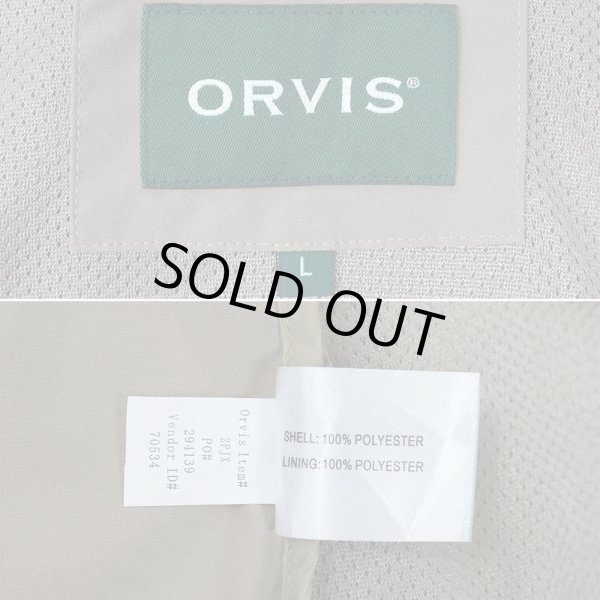 ORVIS®
L
SOLD OUT
SHELL: 100% POLYESTER
LINING: 100% POLYESTER
Orvis Item#
2PJX
PO#
294139
Vendor ID#
70534